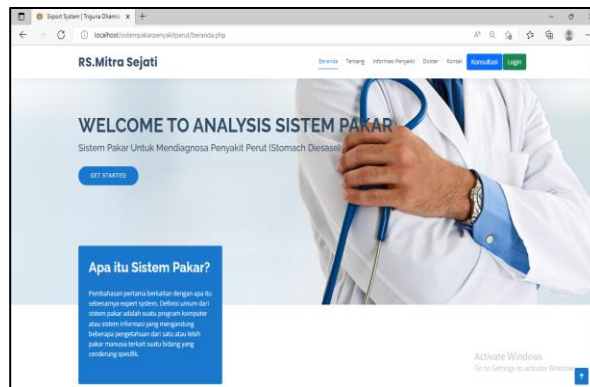 Expert System | Triguna Dharma
localhost/sistempakarpenyakitperut/beranda.php
RS.Mitra Sejati
Beranda Tentang Informasi Penyakit Dokter Kontak Konsultasi Login
WELCOME TO ANALYSIS SISTEM PAKAR
Sistem Pakar Untuk Mendiagnosa Penyakit Perut (Stomach Diesase)
GET STARTED
Apa itu Sistem Pakar?
Pembahasan pertama berkaitan dengan apa itu
sebenarnya expert system. Definisi umum dari
sistem pakar adalah suatu program komputer
atau sistem informasi yang mengandung
beberapa pengetahuan dari satu atau lebih
pakar manusia terkait suatu bidang yang
cenderung spesifik.
Activate Windows
Go to Settings to activate Windows